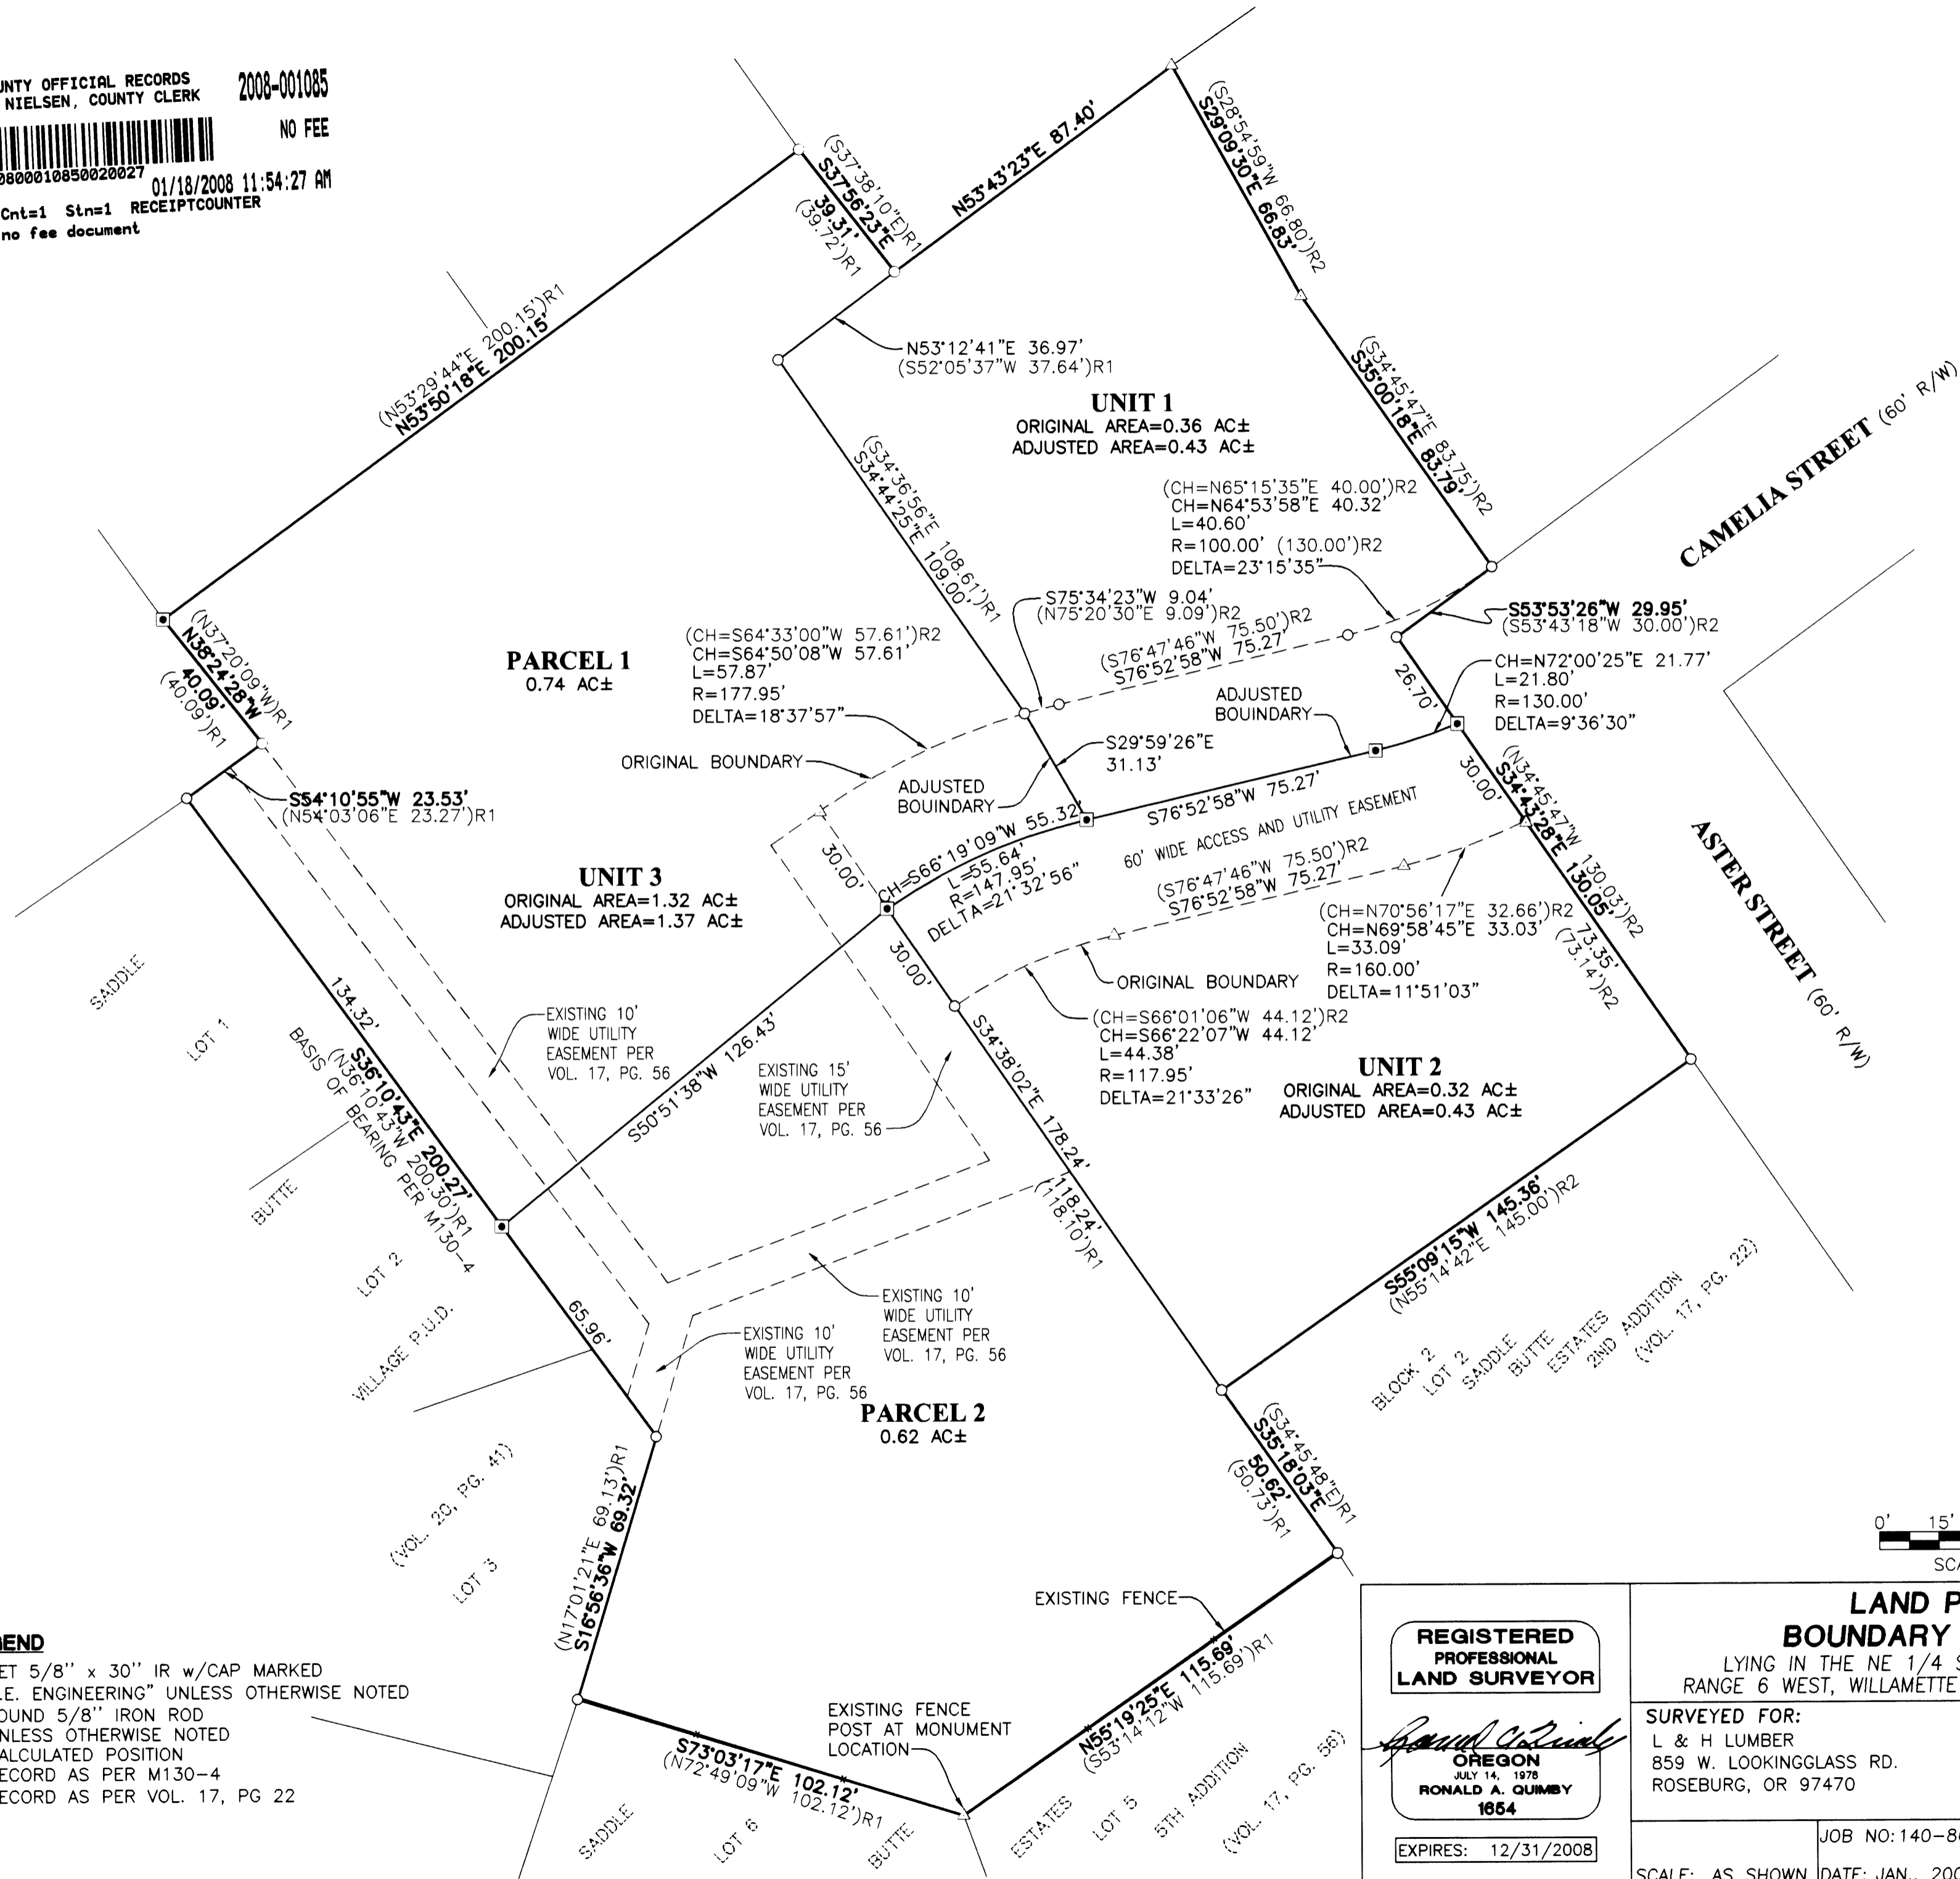 UNTY OFFICIAL RECORDS
NIELSEN, COUNTY CLERK
2008-001085
NO FEE
0800010850020027
01/18/2008 11:54:27 AM
Cnt=1 Stn=1 RECEIPTCOUNTER
no fee document
(S37°38'10"E)R1
S37°56'23"E
39.31'
(39.72')R1
N53°43'23"E 87.40'
(S28°54'59"W 66.80')R2
S29°09'30"E 66.83'
(N53°29'44"E 200.15')R1
N53°50'18"E 200.15'
N53°12'41"E 36.97'
(S52°05'37"W 37.64')R1
UNIT 1
ORIGINAL AREA=0.36 AC±
ADJUSTED AREA=0.43 AC±
(S34°45'47"E 83.75')R2
S35°00'18"E 83.79'
CAMELIA STREET (60' R/W)
(S34°36'56"E 108.61')R1
S34°44'25"E 109.00'
(CH=N65°15'35"E 40.00')R2
CH=N64°53'58"E 40.32'
L=40.60'
R=100.00' (130.00')R2
DELTA=23°15'35"
S75°34'23"W 9.04'
(N75°20'30"E 9.09')R2
S53°53'26"W 29.95'
(S53°43'18"W 30.00')R2
(N37°20'09"W)R1
N38°24'28"W
40.09'
(40.09')R1
PARCEL 1
0.74 AC±
(CH=S64°33'00"W 57.61')R2
CH=S64°50'08"W 57.61'
L=57.87'
R=177.95'
DELTA=18°37'57"
(S76°47'46"W 75.50')R2
S76°52'58"W 75.27'
26.70'
CH=N72°00'25"E 21.77'
L=21.80'
R=130.00'
DELTA=9°36'30"
ADJUSTED
BOUINDARY
S29°59'26"E
31.13'
ORIGINAL BOUNDARY
ADJUSTED
BOUINDARY
S54°10'55"W 23.53'
(N54°03'06"E 23.27')R1
S76°52'58"W 75.27'
60' WIDE ACCESS AND UTILITY EASEMENT
30.00'
(N34°45'47"W 130.03')R2
S34°43'28"E 130.05'
73.35'
(73.14')R2
ASTER STREET (60' R/W)
30.00'
CH=S66°19'09"W 55.32'
L=55.64'
R=147.95'
DELTA=21°32'56"
(S76°47'46"W 75.50')R2
S76°52'58"W 75.27'
UNIT 3
ORIGINAL AREA=1.32 AC±
ADJUSTED AREA=1.37 AC±
(CH=N70°56'17"E 32.66')R2
CH=N69°58'45"E 33.03'
L=33.09'
R=160.00'
DELTA=11°51'03"
30.00'
ORIGINAL BOUNDARY
(CH=S66°01'06"W 44.12')R2
CH=S66°22'07"W 44.12'
L=44.38'
R=117.95'
DELTA=21°33'26"
UNIT 2
ORIGINAL AREA=0.32 AC±
ADJUSTED AREA=0.43 AC±
SADDLE
LOT 1
BUTTE
LOT 2
VILLAGE P.U.D.
(VOL. 20, PG. 41)
LOT 3
134.32'
S36°10'43"E 200.27'
(N36°10'43"W 200.30')R1
BASIS OF BEARING PER M130-4
65.96'
EXISTING 10'
WIDE UTILITY
EASEMENT PER
VOL. 17, PG. 56
S50°51'38"W 126.43'
EXISTING 15'
WIDE UTILITY
EASEMENT PER
VOL. 17, PG. 56
S34°38'02"E 178.24'
118.24'
(118.10')R1
EXISTING 10'
WIDE UTILITY
EASEMENT PER
VOL. 17, PG. 56
EXISTING 10'
WIDE UTILITY
EASEMENT PER
VOL. 17, PG. 56
S55°09'15"W 145.36'
(N55°14'42"E 145.00')R2
BLOCK 2
LOT 2
SADDLE
BUTTE
ESTATES
2ND ADDITION
(VOL. 17, PG. 22)
PARCEL 2
0.62 AC±
(S34°45'48"E)R1
S35°18'03"E
50.62'
(50.73')R1
(N17°01'21"E 69.13')R1
S16°56'36"W 69.32'
EXISTING FENCE
EXISTING FENCE
POST AT MONUMENT
LOCATION
N55°19'25"E 115.69'
(S53°14'12"W 115.69')R1
S73°03'17"E 102.12'
(N72°49'09"W 102.12')R1
SADDLE
LOT 6
BUTTE
ESTATES
LOT 5
5TH ADDITION
(VOL. 17, PG. 56)
GEND
ET 5/8" x 30" IR w/CAP MARKED
.E. ENGINEERING" UNLESS OTHERWISE NOTED
OUND 5/8" IRON ROD
NLESS OTHERWISE NOTED
ALCULATED POSITION
ECORD AS PER M130-4
ECORD AS PER VOL. 17, PG 22
0' 15'
SCA
REGISTERED
PROFESSIONAL
LAND SURVEYOR
OREGON
JULY 14, 1978
RONALD A. QUIMBY
1654
EXPIRES: 12/31/2008
LAND P
BOUNDARY
LYING IN THE NE 1/4 S
RANGE 6 WEST, WILLAMETTE
SURVEYED FOR:
L & H LUMBER
859 W. LOOKINGGLASS RD.
ROSEBURG, OR 97470
JOB NO: 140-8
SCALE: AS SHOWN
DATE: JAN., 200